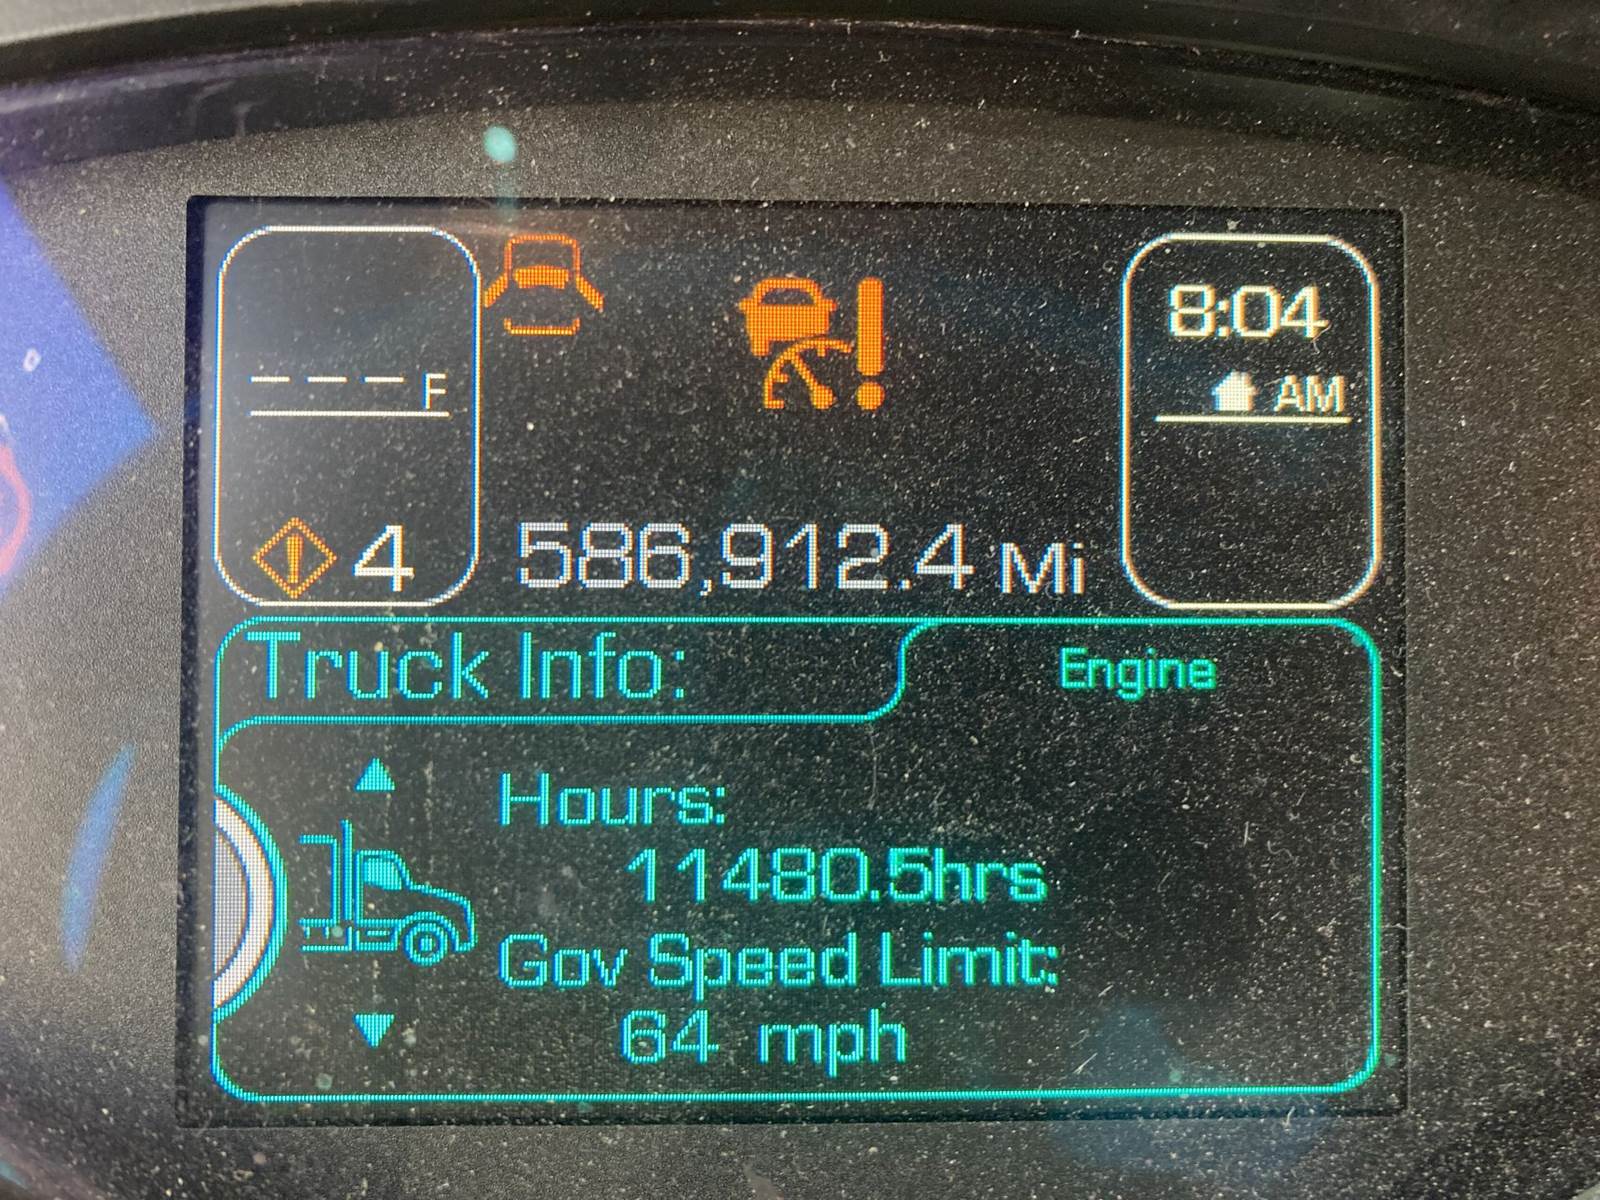 8:04
--- F
AM
4
586,912.4 Mi
Truck Info:
Engine
Hours:
11480.5hrs
Gov Speed Limit:
64 mph